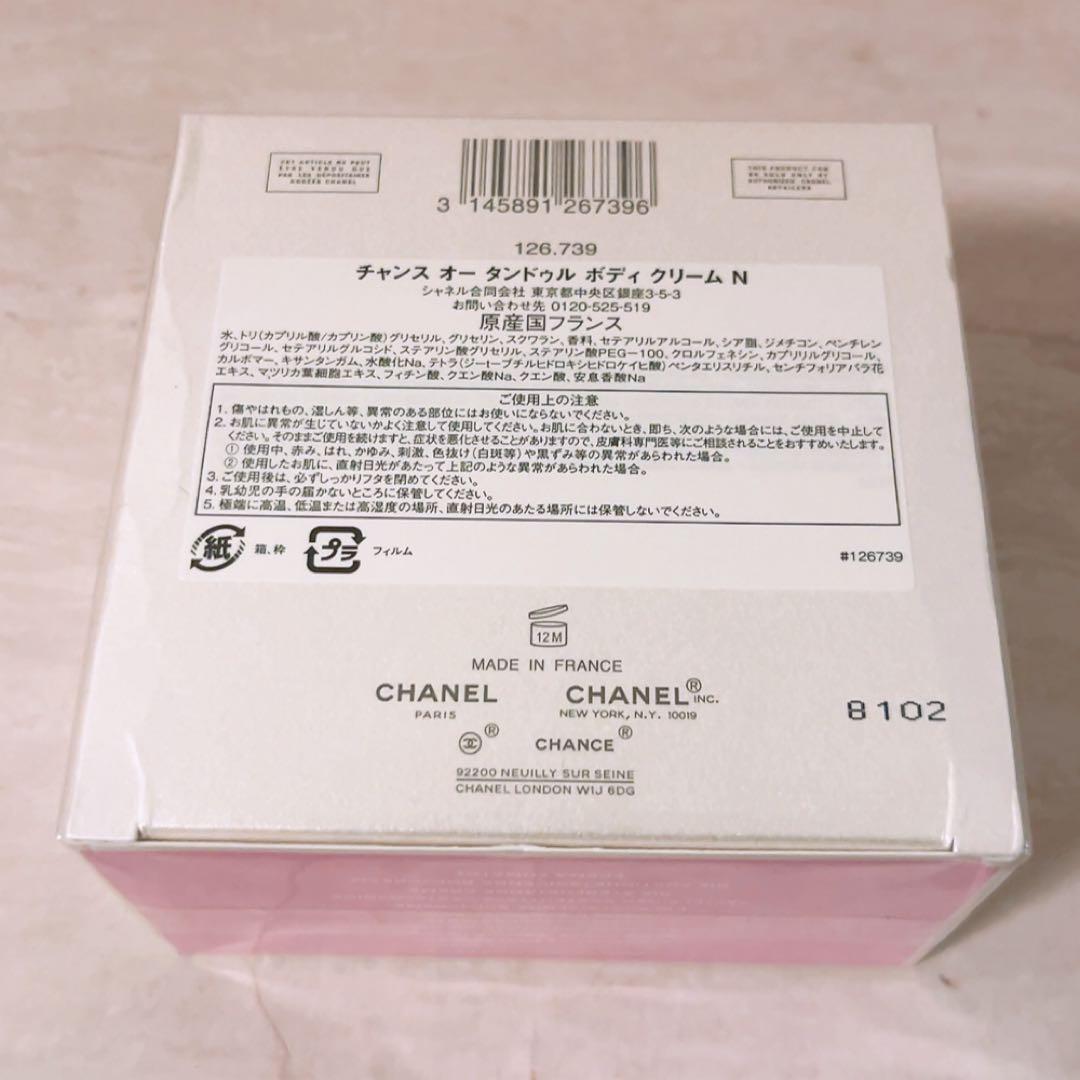 CET ARTICLE NE PEUT
ÊTRE VENDU QUE
PAR LES DÉPOSITAIRES
AGRÉÉS CHANEL
THIS PRODUCT CAN
BE SOLD ONLY BY
AUTHORIZED CHANEL
RETAILERS
3 145891 267396
126.739
チャンス オー タンドゥル ボディ クリーム N
シャネル合同会社 東京都中央区銀座3-5-3
お問い合わせ先 0120-525-519
原産国フランス
水、トリ(カプリル酸/カプリン酸)グリセリル、グリセリン、スクワラン、香料、セテアリルアルコール、シア脂、ジメチコン、ペンチレン
グリコール、セテアリルグルコシド、ステアリン酸グリセリル、ステアリン酸PEG-100、クロルフェネシン、カプリリルグリコール、
カルボマー、キサンタンガム、水酸化Na、テトラ(ジ-t-ブチルヒドロキシヒドロケイヒ酸)ペンタエリスリチル、センチフォリアバラ花
エキス、マツリカ葉細胞エキス、フィチン酸、クエン酸Na、クエン酸、安息香酸Na
ご使用上の注意
1. 傷やはれもの、湿しん等、異常のある部位にはお使いにならないでください。
2. お肌に異常が生じていないかよく注意して使用してください。お肌に合わないとき、即ち、次のような場合には、ご使用を中止して
ください。そのままご使用を続けますと、症状を悪化させることがありますので、皮膚科専門医等にご相談されることをおすすめいたします。
① 使用中、赤み、はれ、かゆみ、刺激、色抜け(白斑等)や黒ずみ等の異常があらわれた場合。
② 使用したお肌に、直射日光があたって上記のような異常があらわれた場合。
3. ご使用後は、必ずしっかりフタを閉めてください。
4. 乳幼児の手の届かないところに保管してください。
5. 極端に高温、低温または高湿度の場所、直射日光のあたる場所には保管しないでください。
紙 箱、枠 プラ フィルム
#126739
12M
MADE IN FRANCE
CHANEL CHANEL® INC.
PARIS NEW YORK, N.Y. 10019
8102
® CHANCE®
92200 NEUILLY SUR SEINE
CHANEL LONDON W1J 6DG